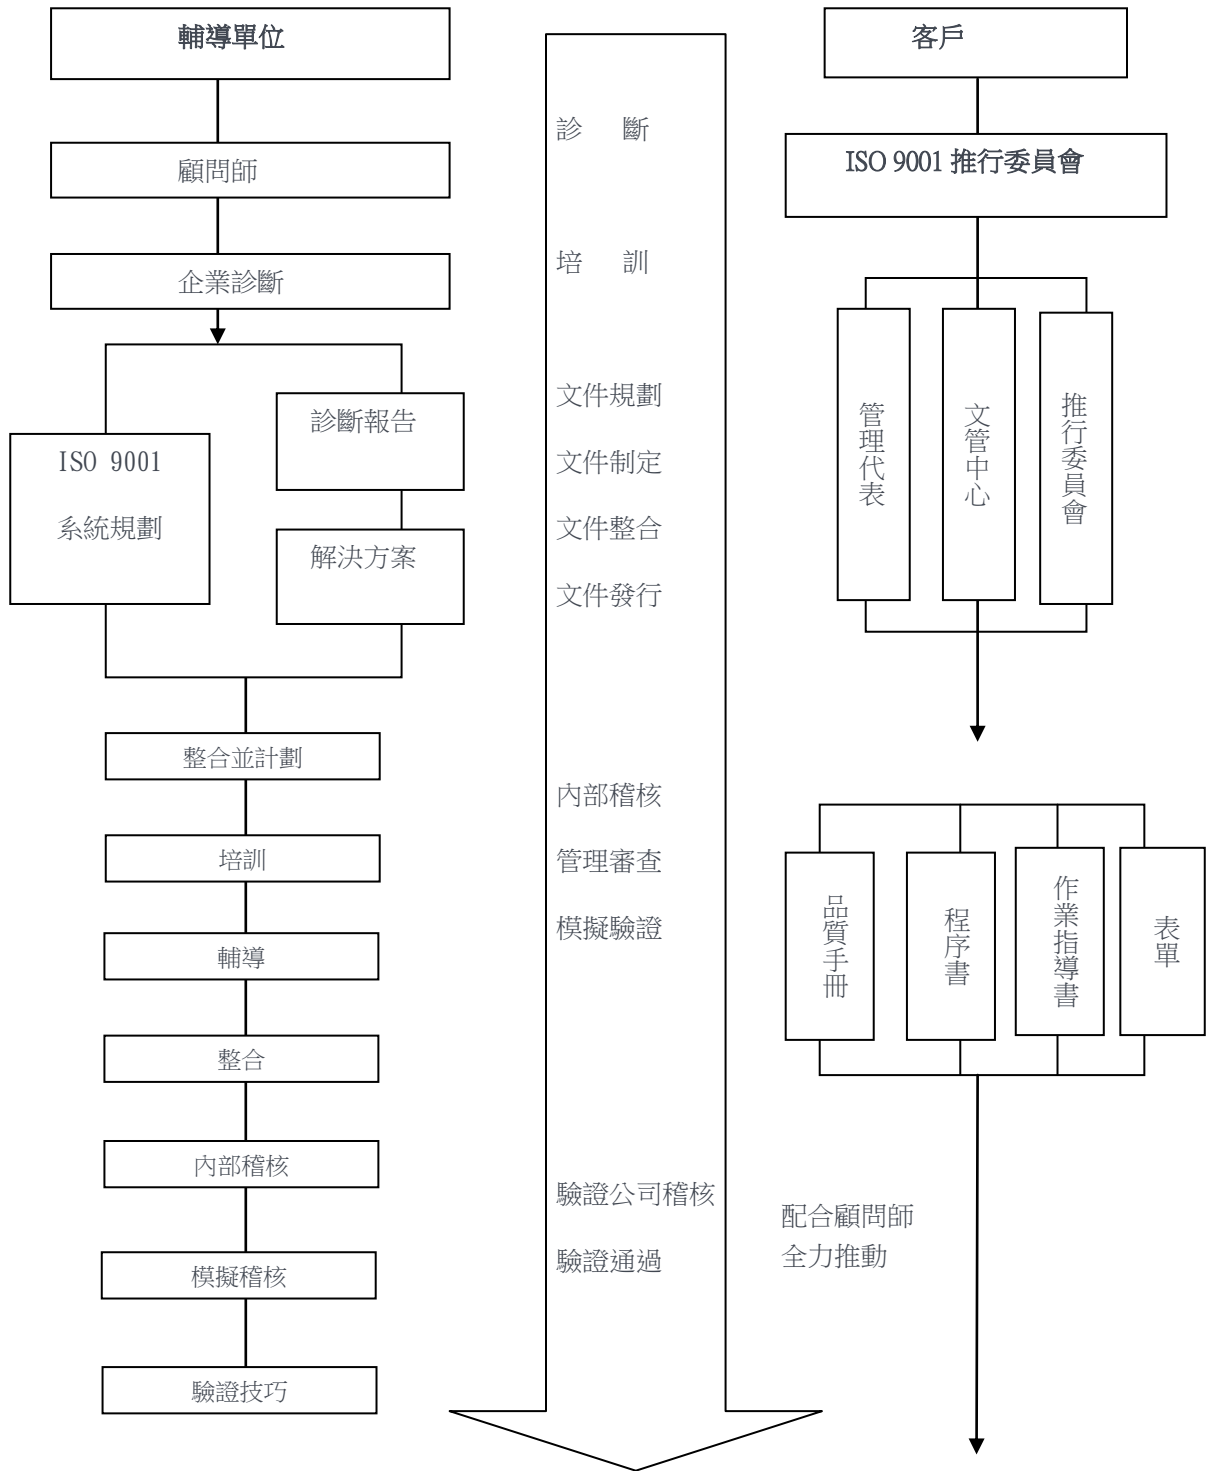 輔導單位
顧問師
企業診斷
ISO 9001
系統規劃
診斷報告
解決方案
整合並計劃
培訓
輔導
整合
內部稽核
模擬稽核
驗證技巧
診 斷
培 訓
文件規劃
文件制定
文件整合
文件發行
內部稽核
管理審查
模擬驗證
驗證公司稽核
驗證通過
客戶
ISO 9001 推行委員會
管理代表
文管中心
推行委員會
品質手冊
程序書
作業指導書
表單
配合顧問師
全力推動